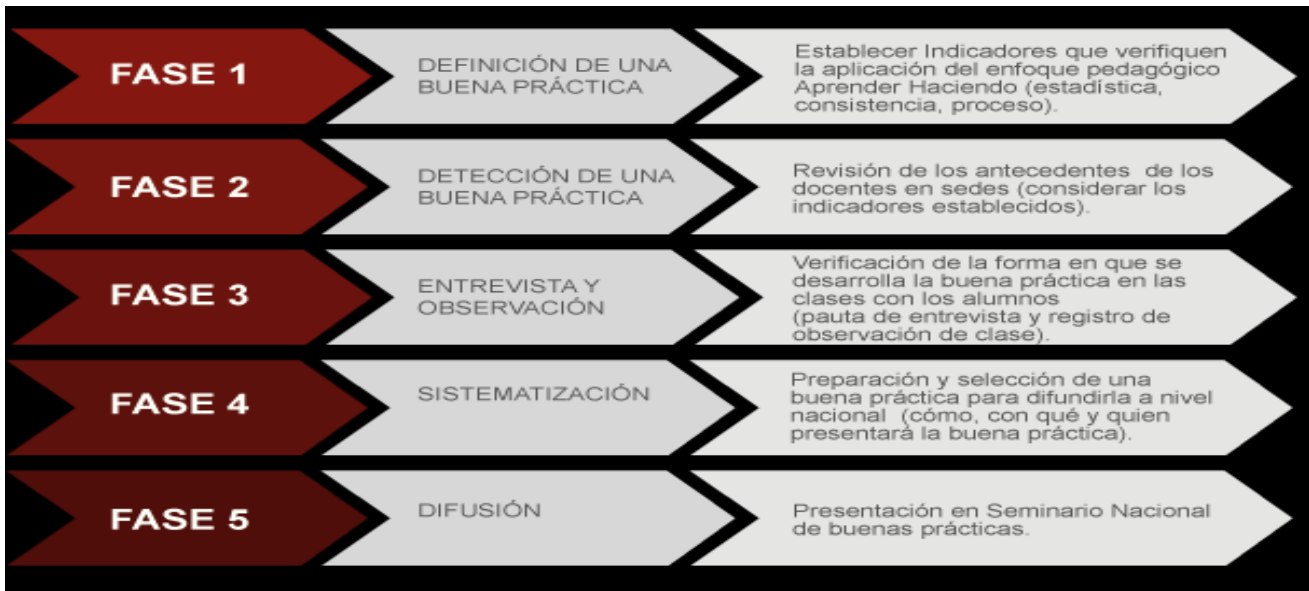 FASE 1
DEFINICIÓN DE UNA
BUENA PRÁCTICA
Establecer Indicadores que verifiquen
la aplicación del enfoque pedagógico
Aprender Haciendo (estadística,
consistencia, proceso).
FASE 2
DETECCIÓN DE UNA
BUENA PRÁCTICA
Revisión de los antecedentes de los
docentes en sedes (considerar los
indicadores establecidos).
FASE 3
ENTREVISTA Y
OBSERVACIÓN
Verificación de la forma en que se
desarrolla la buena práctica en las
clases con los alumnos
(pauta de entrevista y registro de
observación de clase).
FASE 4
SISTEMATIZACIÓN
Preparación y selección de una
buena práctica para difundirla a nivel
nacional (cómo, con qué y quien
presentará la buena práctica).
FASE 5
DIFUSIÓN
Presentación en Seminario Nacional
de buenas prácticas.